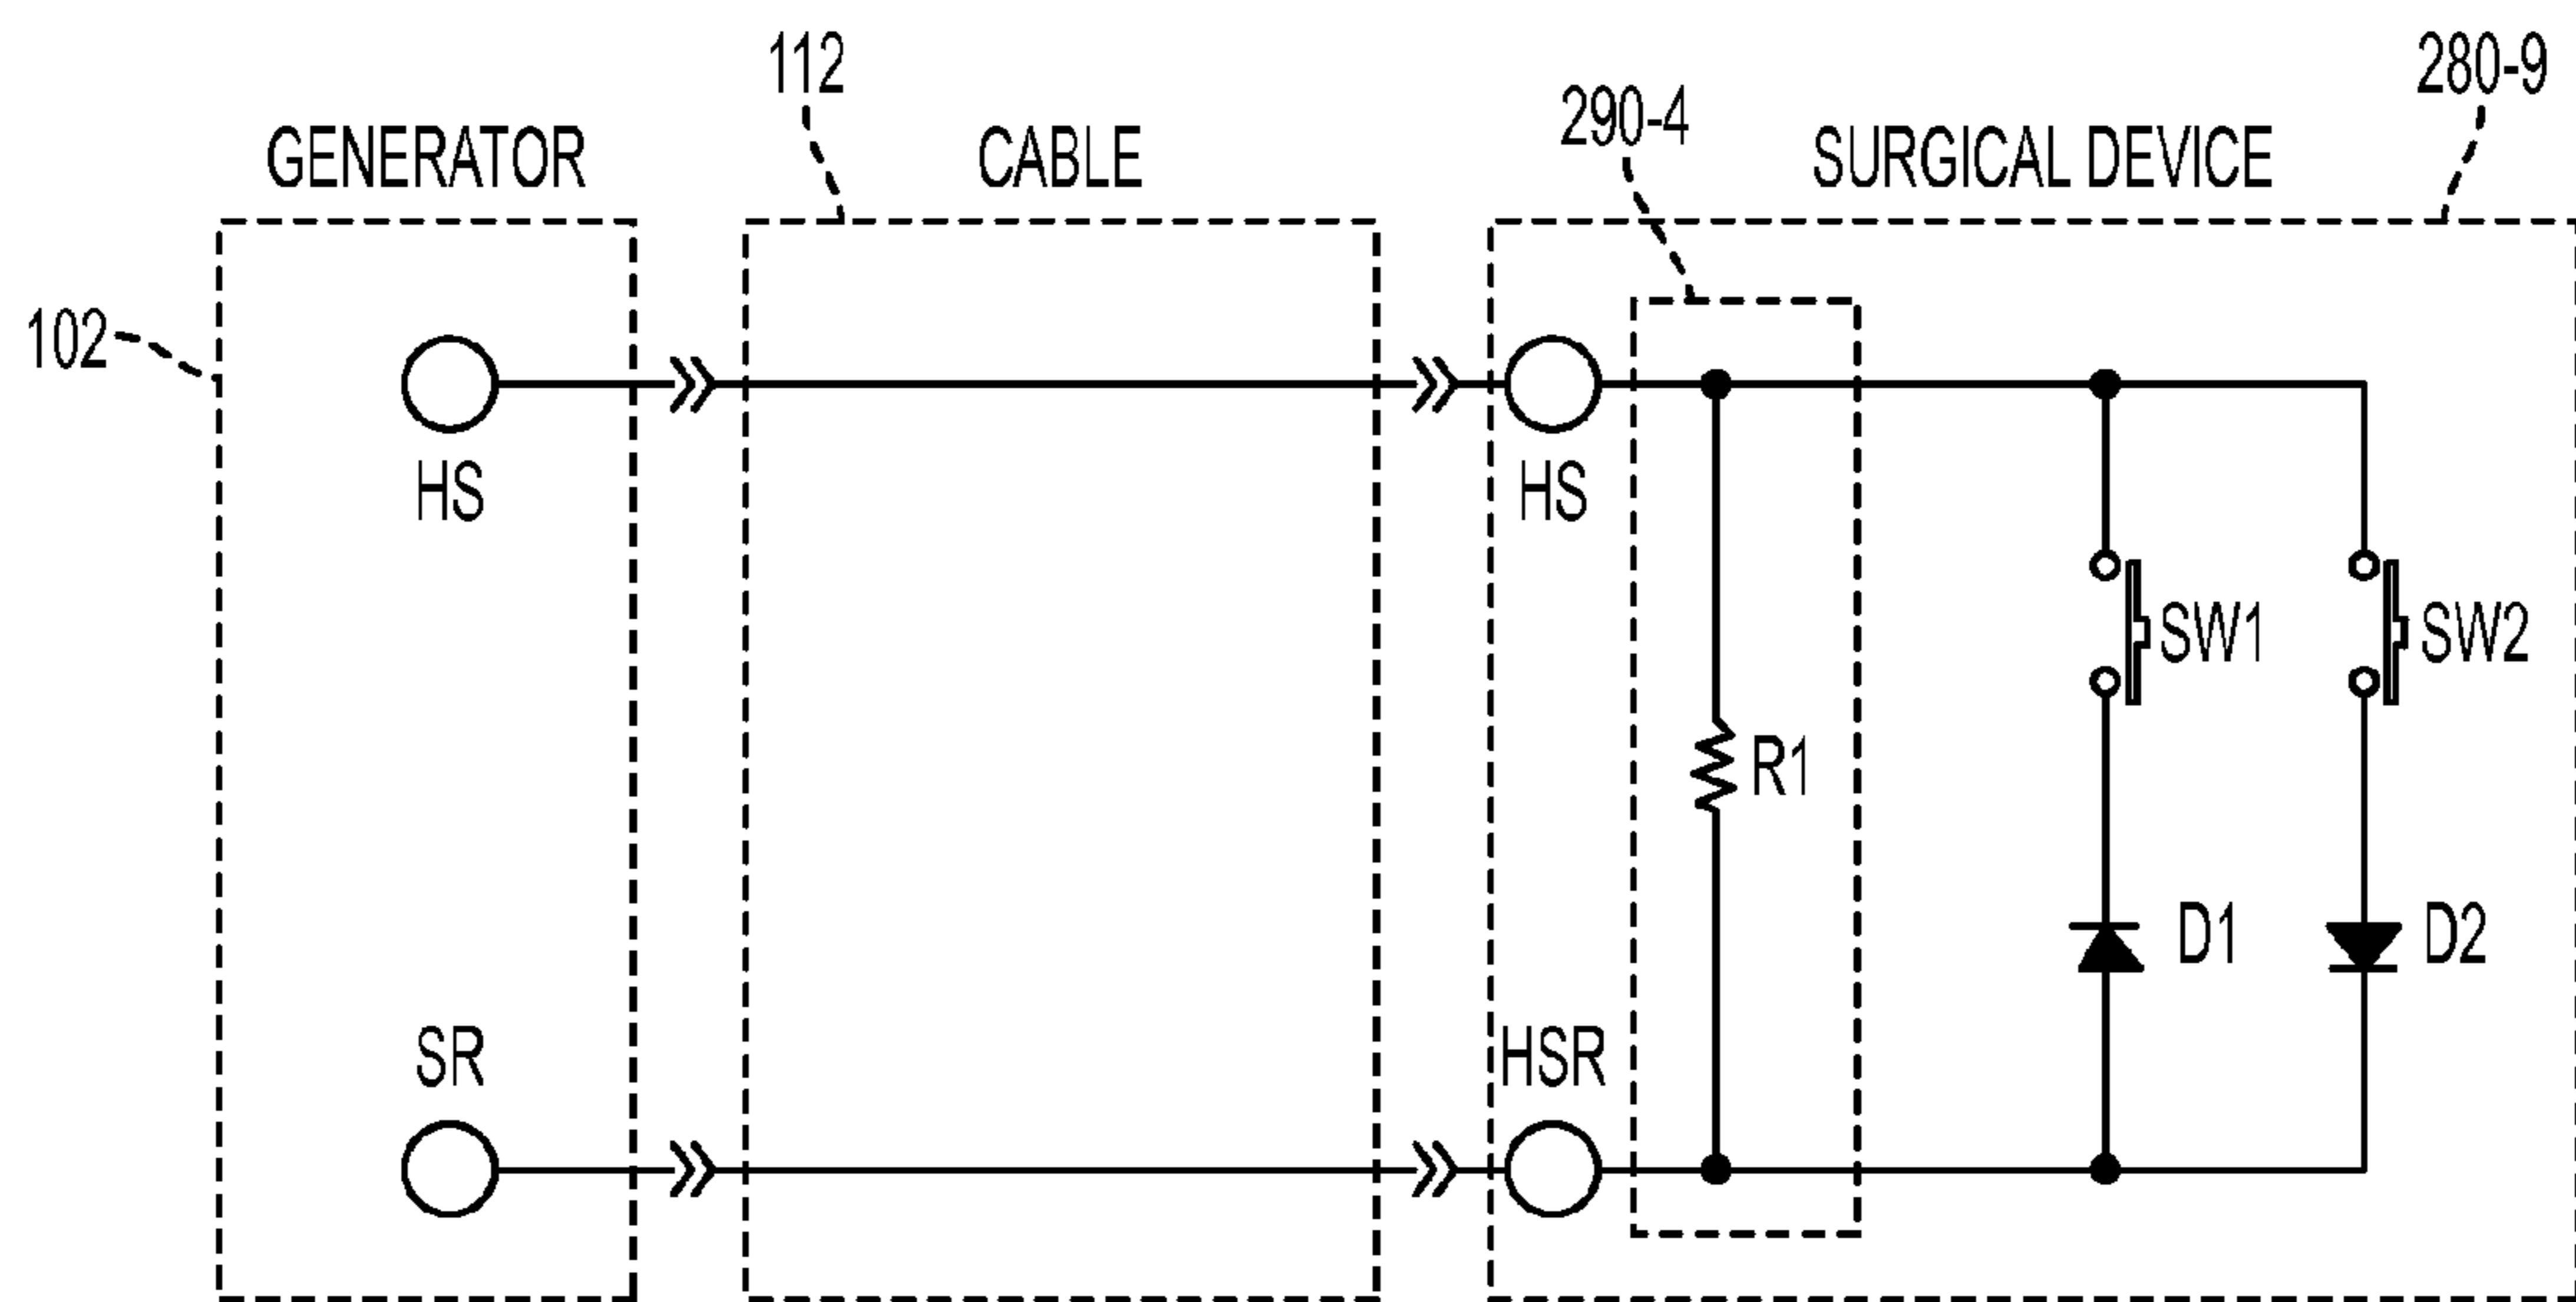 112
290-4
280-9
GENERATOR
CABLE
SURGICAL DEVICE
102
HS
HS
SW1
SW2
R1
D1
D2
SR
HSR